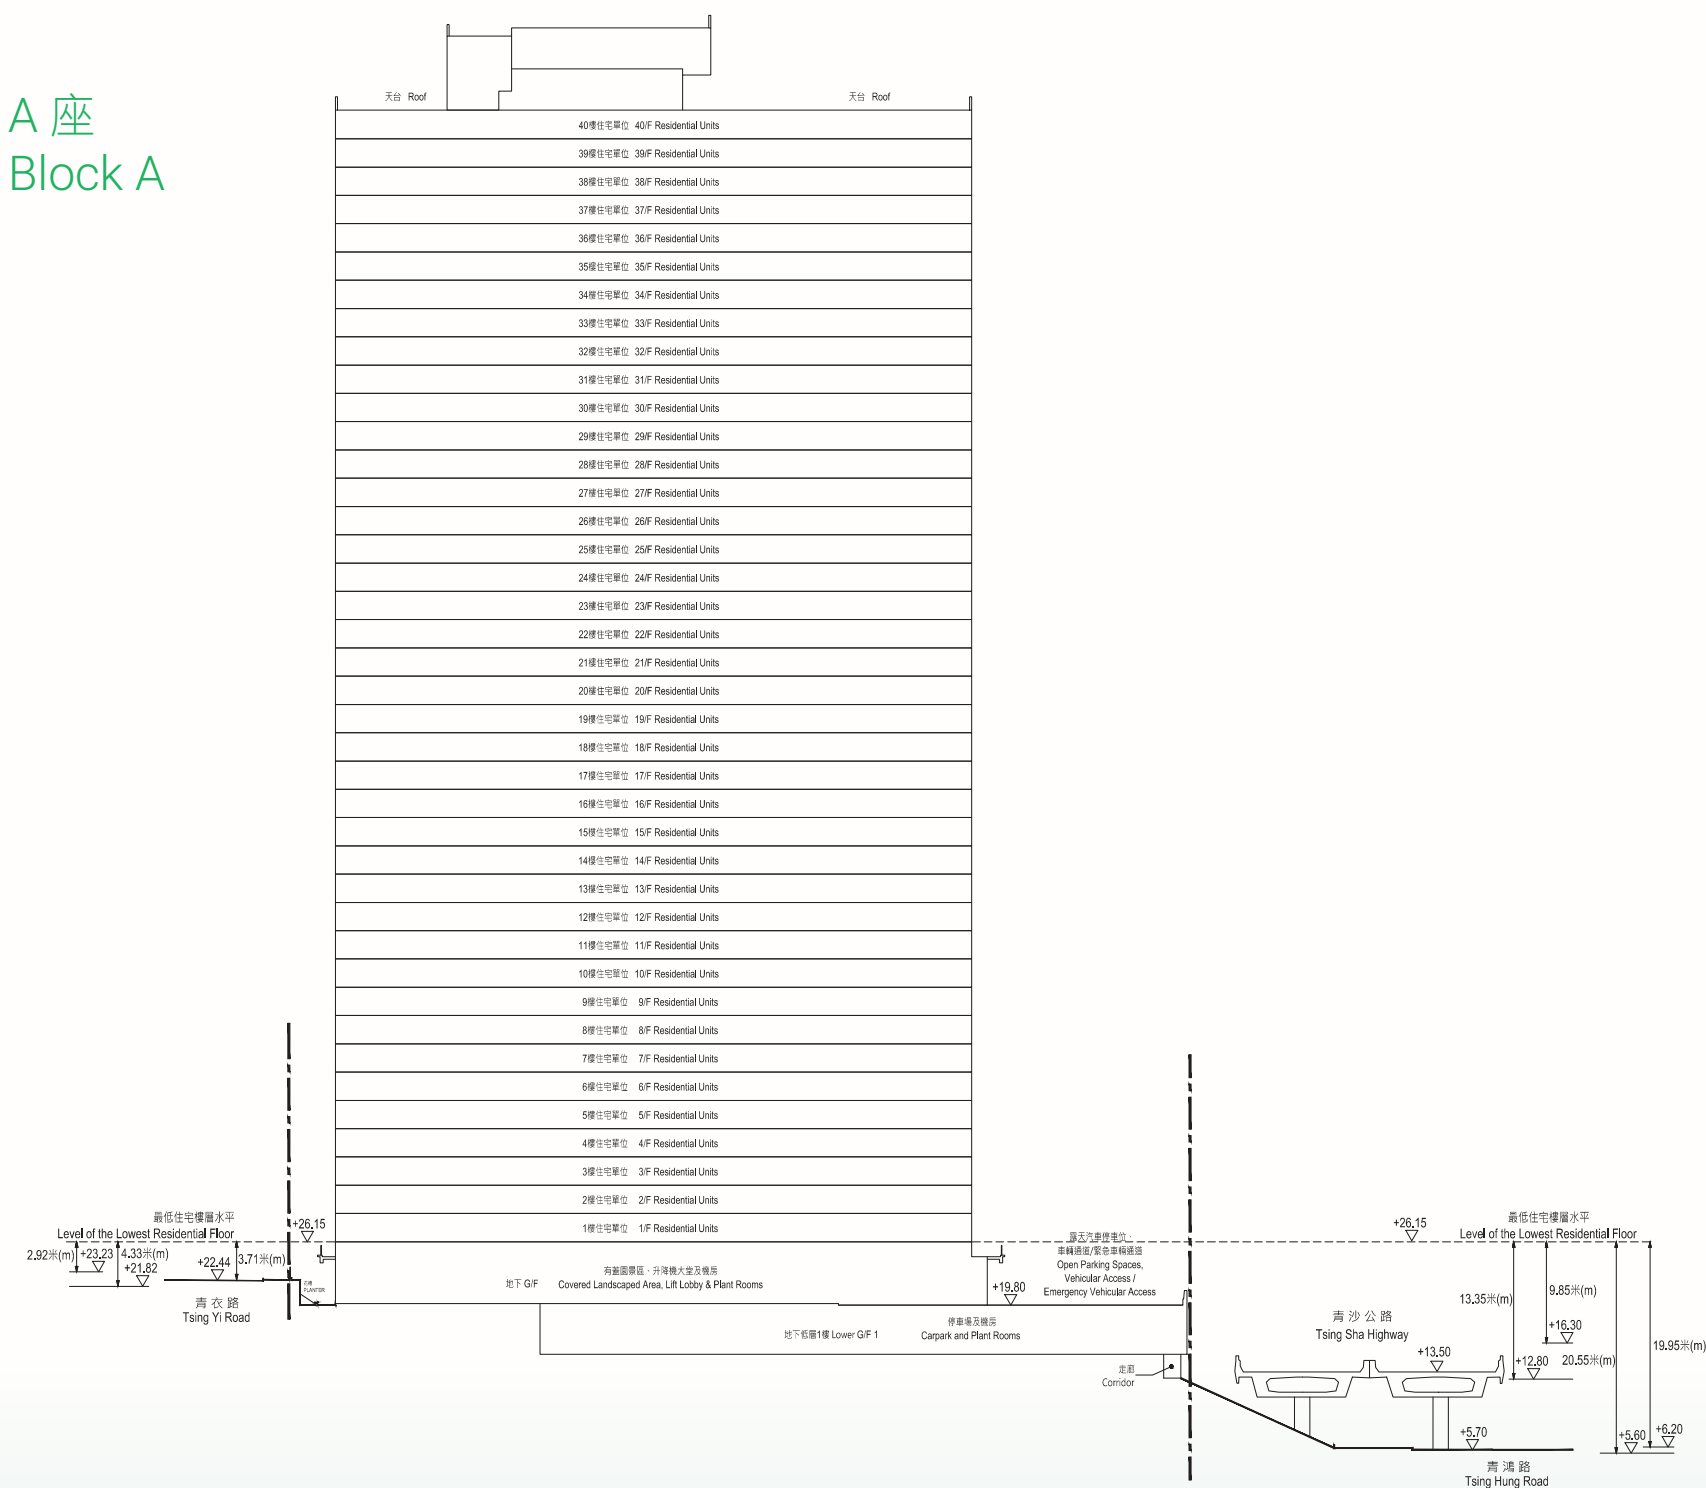 A 座
Block A
天台 Roof
天台 Roof
40樓住宅單位 40/F Residential Units
39樓住宅單位 39/F Residential Units
38樓住宅單位 38/F Residential Units
37樓住宅單位 37/F Residential Units
36樓住宅單位 36/F Residential Units
35樓住宅單位 35/F Residential Units
34樓住宅單位 34/F Residential Units
33樓住宅單位 33/F Residential Units
32樓住宅單位 32/F Residential Units
31樓住宅單位 31/F Residential Units
30樓住宅單位 30/F Residential Units
29樓住宅單位 29/F Residential Units
28樓住宅單位 28/F Residential Units
27樓住宅單位 27/F Residential Units
26樓住宅單位 26/F Residential Units
25樓住宅單位 25/F Residential Units
24樓住宅單位 24/F Residential Units
23樓住宅單位 23/F Residential Units
22樓住宅單位 22/F Residential Units
21樓住宅單位 21/F Residential Units
20樓住宅單位 20/F Residential Units
19樓住宅單位 19/F Residential Units
18樓住宅單位 18/F Residential Units
17樓住宅單位 17/F Residential Units
16樓住宅單位 16/F Residential Units
15樓住宅單位 15/F Residential Units
14樓住宅單位 14/F Residential Units
13樓住宅單位 13/F Residential Units
12樓住宅單位 12/F Residential Units
11樓住宅單位 11/F Residential Units
10樓住宅單位 10/F Residential Units
9樓住宅單位 9/F Residential Units
8樓住宅單位 8/F Residential Units
7樓住宅單位 7/F Residential Units
6樓住宅單位 6/F Residential Units
5樓住宅單位 5/F Residential Units
4樓住宅單位 4/F Residential Units
3樓住宅單位 3/F Residential Units
2樓住宅單位 2/F Residential Units
1樓住宅單位 1/F Residential Units
最低住宅樓層水平
Level of the Lowest Residential Floor
+26.15
2.92米(m)
+23.23
4.33米(m)
+21.82
+22.44
3.71米(m)
青衣路
Tsing Yi Road
花槽
PLANTER
地下 G/F
有蓋園景區、升降機大堂及機房
Covered Landscaped Area, Lift Lobby & Plant Rooms
+19.80
露天汽車停車位、
車輛通道/緊急車輛通道
Open Parking Spaces,
Vehicular Access /
Emergency Vehicular Access
地下低層1樓 Lower G/F 1
停車場及機房
Carpark and Plant Rooms
走廊
Corridor
+26.15
最低住宅樓層水平
Level of the Lowest Residential Floor
13.35米(m)
9.85米(m)
+16.30
19.95米(m)
20.55米(m)
青沙公路
Tsing Sha Highway
+13.50
+12.80
+5.70
+5.60
+6.20
青鴻路
Tsing Hung Road